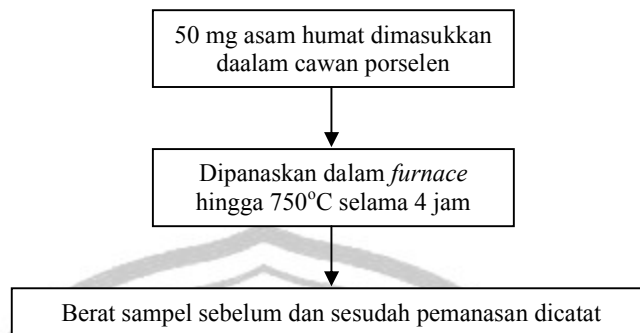 50 mg asam humat dimasukkan
daalam cawan porselen
Dipanaskan dalam furnace
hingga 750°C selama 4 jam
Berat sampel sebelum dan sesudah pemanasan dicatat